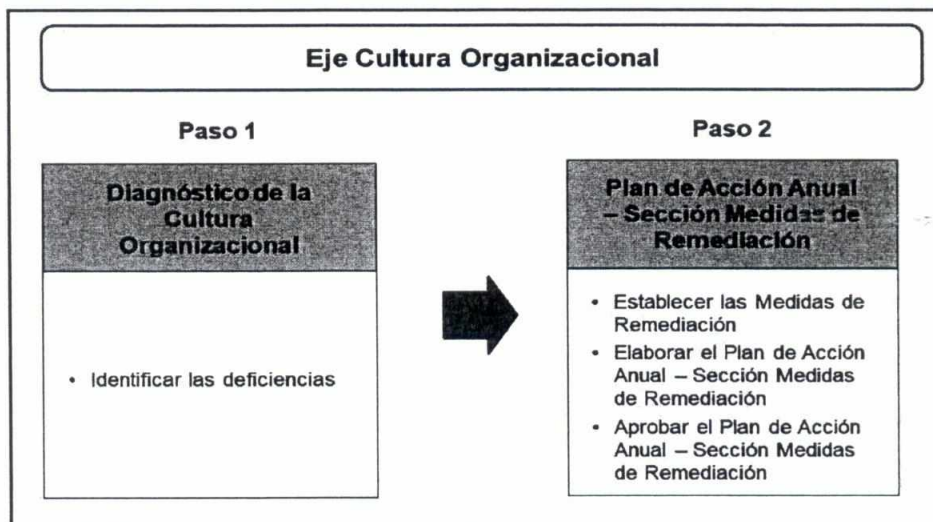 Eje Cultura Organizacional
Paso 1
Diagnóstico de la
Cultura
Organizacional
• Identificar las deficiencias
Paso 2
Plan de Acción Anual
– Sección Medidas de
Remediación
• Establecer las Medidas de
Remediación
• Elaborar el Plan de Acción
Anual – Sección Medidas
de Remediación
• Aprobar el Plan de Acción
Anual – Sección Medidas
de Remediación